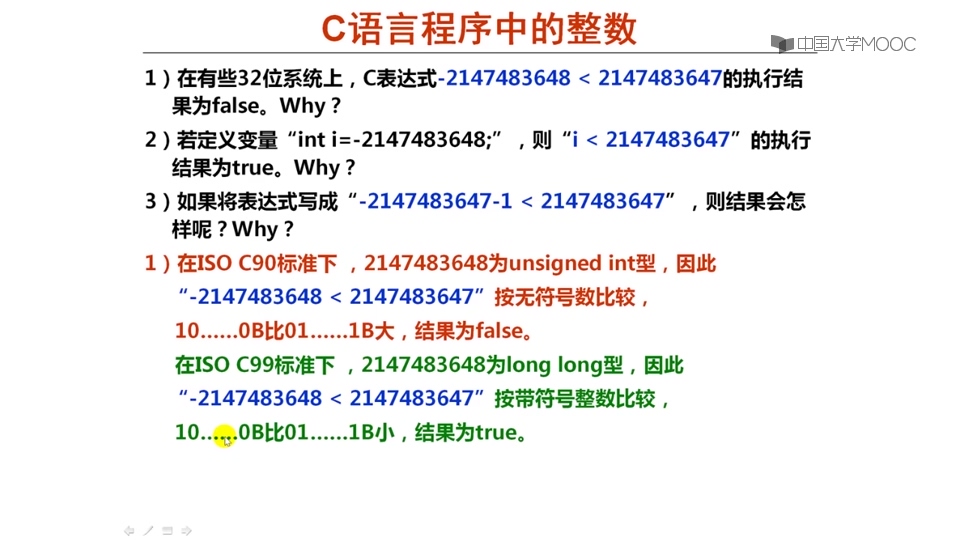 C语言程序中的整数
中国大学MOOC
1）在有些32位系统上，C表达式-2147483648 < 2147483647的执行结
果为false。Why？
2）若定义变量“int i=-2147483648;”，则“i < 2147483647”的执行
结果为true。Why？
3）如果将表达式写成“-2147483647-1 < 2147483647”，则结果会怎
样呢？Why？
1）在ISO C90标准下，2147483648为unsigned int型，因此
“-2147483648 < 2147483647”按无符号数比较，
10……0B比01……1B大，结果为false。
在ISO C99标准下，2147483648为long long型，因此
“-2147483648 < 2147483647”按带符号整数比较，
10……0B比01……1B小，结果为true。